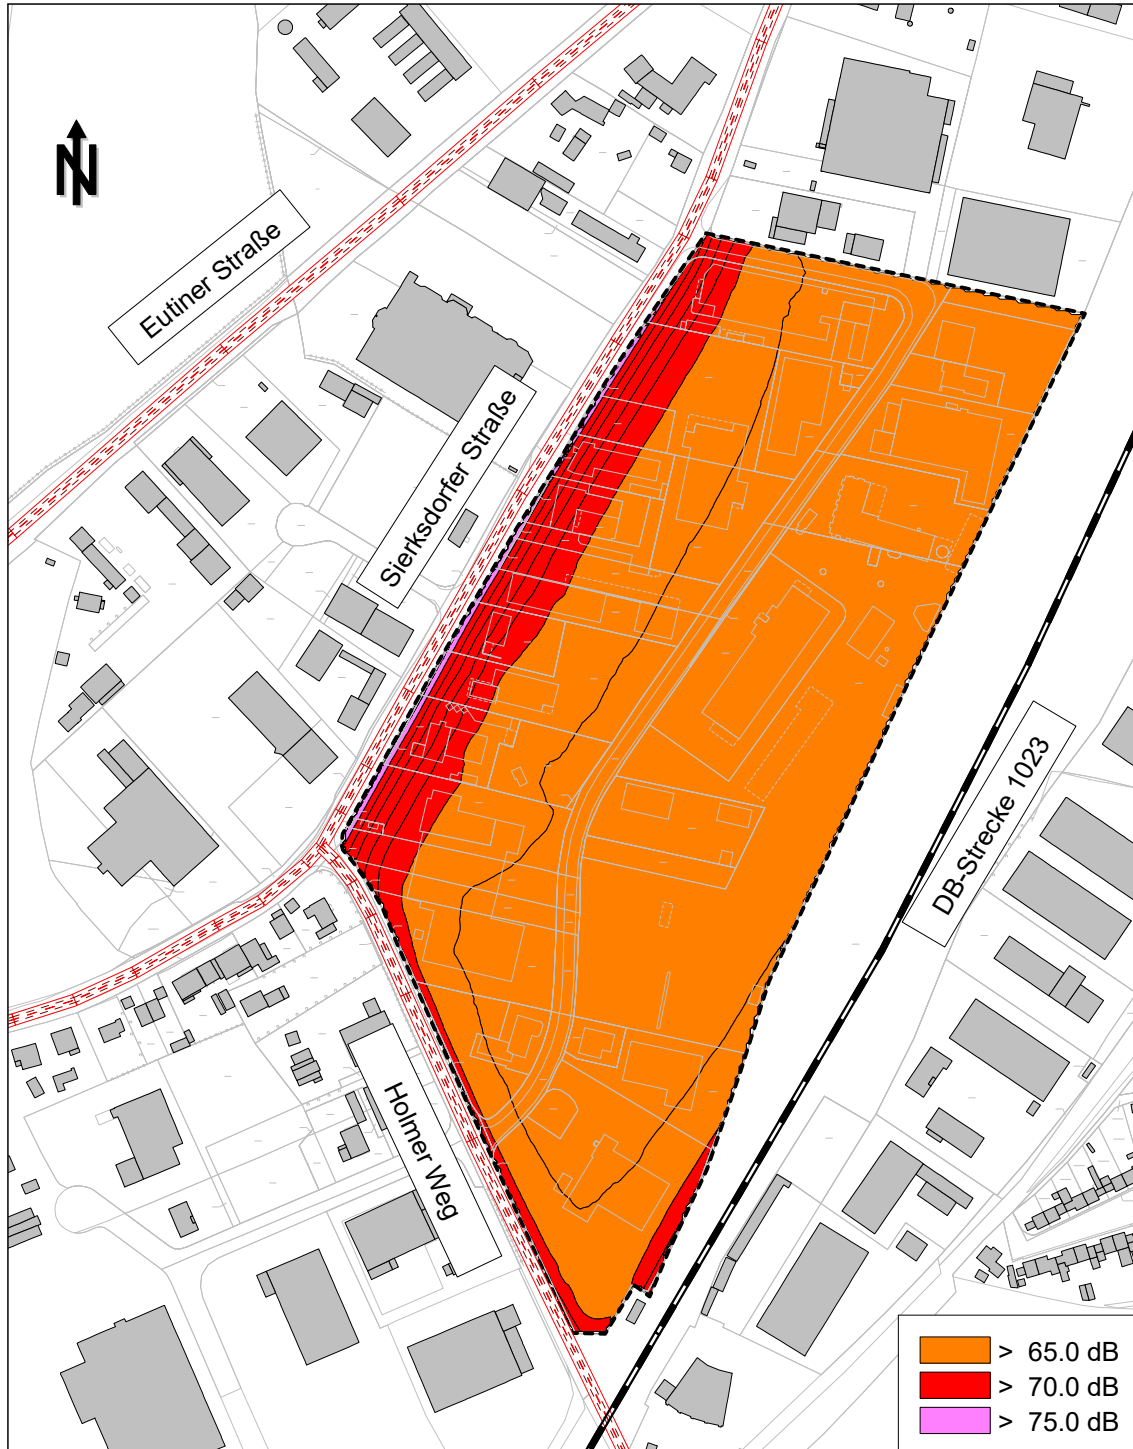 N
Eutiner Straße
Sierksdorfer Straße
DB-Strecke 1023
Holmer Weg
> 65.0 dB
> 70.0 dB
> 75.0 dB